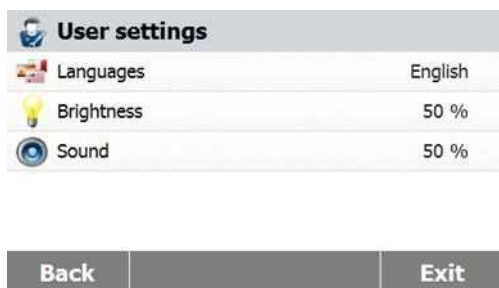 User settings
Languages English
Brightness 50 %
Sound 50 %
Back Exit